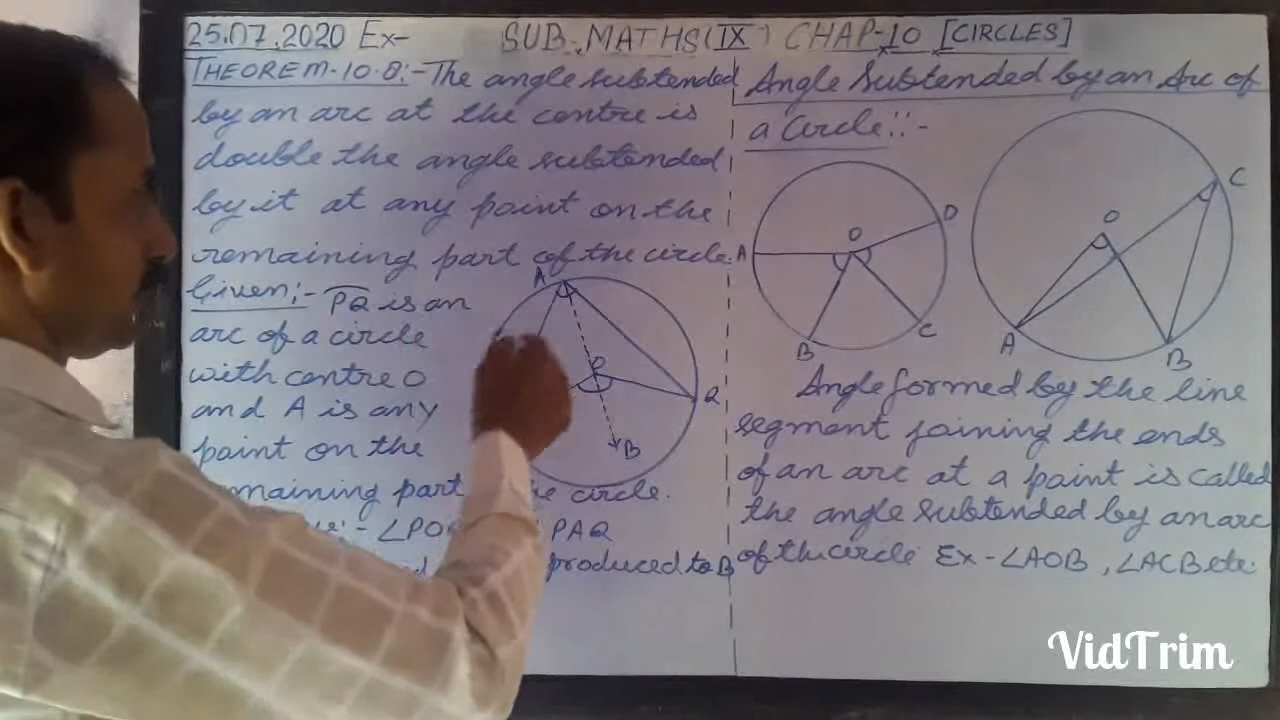 25.07.2020 Ex- SUB. MATHS(IX) CHAP-10 [CIRCLES]
THEOREM-10.8:- The angle subtended
by an arc at the centre is
double the angle subtended
by it at any point on the
remaining part of the circle.
Given:- PQ is an
arc of a circle
with centre O
and A is any
point on the
maining part e circle.
:- ∠PO PAQ
d produced to B
A
O
Q
B
Angle Subtended by an Arc of
a Circle::-
A
O
D
B
C
O
C
A
B
Angle formed by the line
segment joining the ends
of an arc at a point is called
the angle subtended by an arc
of the circle Ex- ∠AOB, ∠ACB etc.
VidTrim